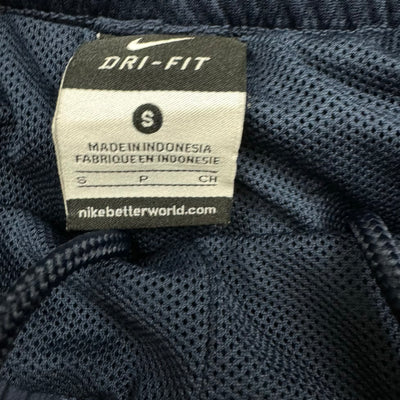 DRI-FIT
S
MADE IN INDONESIA
FABRIQUE EN INDONESIE
S P CH
nikebetterworld.com